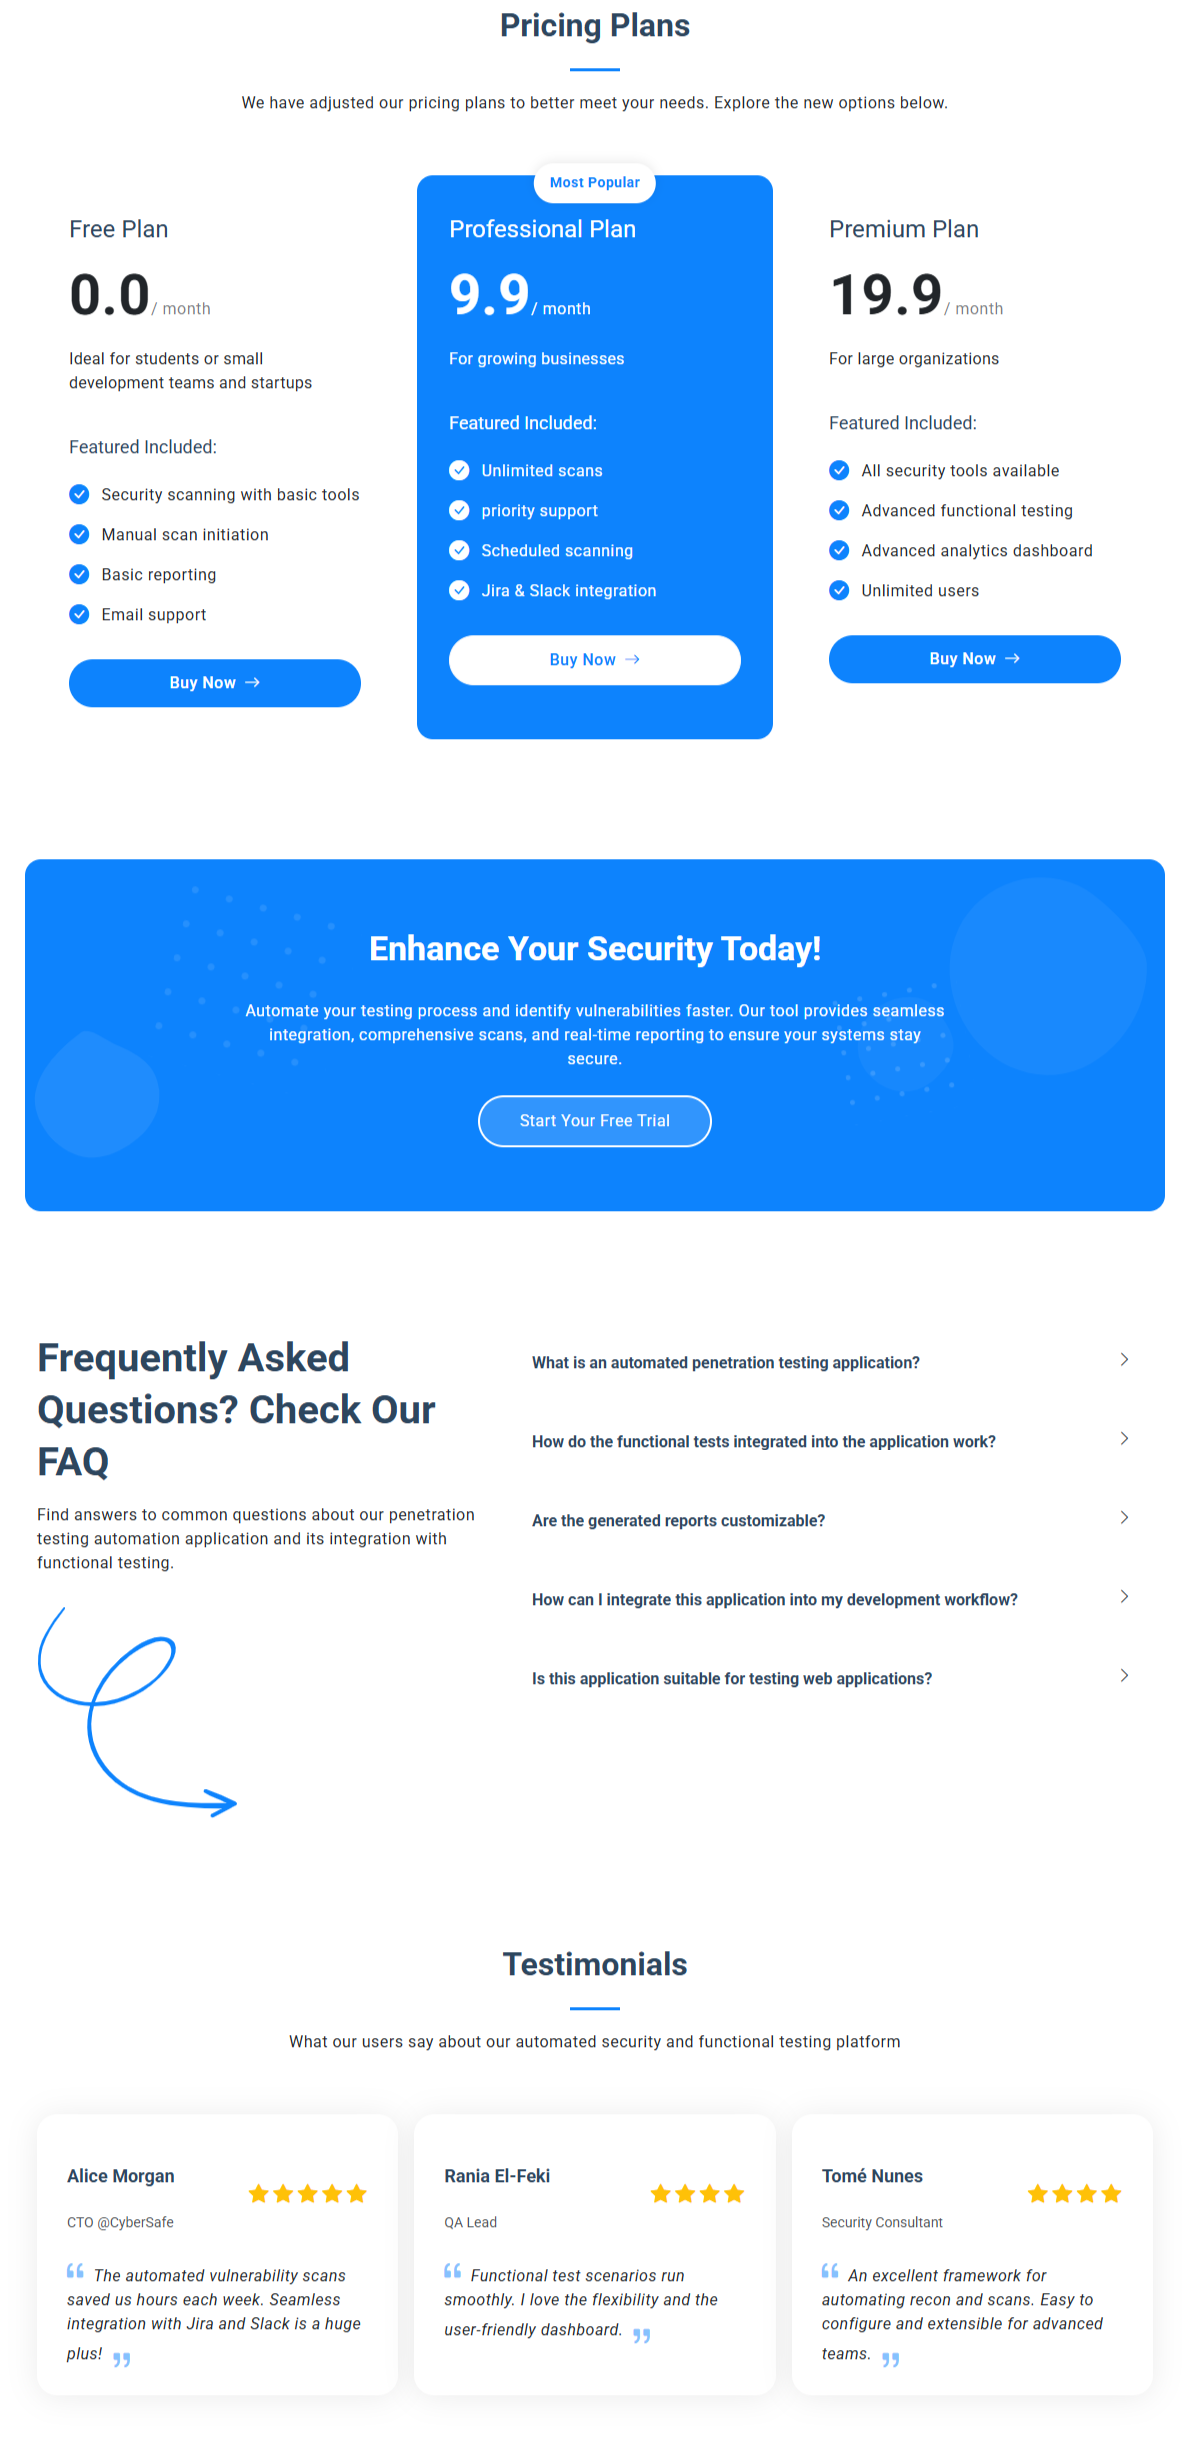 Pricing Plans
We have adjusted our pricing plans to better meet your needs. Explore the new options below.
Free Plan
0.0/ month
Ideal for students or small
development teams and startups
Featured Included:
Security scanning with basic tools
Manual scan initiation
Basic reporting
Email support
Buy Now →
Most Popular
Professional Plan
9.9/ month
For growing businesses
Featured Included:
Unlimited scans
priority support
Scheduled scanning
Jira & Slack integration
Buy Now →
Premium Plan
19.9/ month
For large organizations
Featured Included:
All security tools available
Advanced functional testing
Advanced analytics dashboard
Unlimited users
Buy Now →
Enhance Your Security Today!
Automate your testing process and identify vulnerabilities faster. Our tool provides seamless
integration, comprehensive scans, and real-time reporting to ensure your systems stay
secure.
Start Your Free Trial
Frequently Asked
Questions? Check Our
FAQ
Find answers to common questions about our penetration
testing automation application and its integration with
functional testing.
What is an automated penetration testing application?
How do the functional tests integrated into the application work?
Are the generated reports customizable?
How can I integrate this application into my development workflow?
Is this application suitable for testing web applications?
Testimonials
What our users say about our automated security and functional testing platform
Alice Morgan
CTO @CyberSafe
“ The automated vulnerability scans
saved us hours each week. Seamless
integration with Jira and Slack is a huge
plus! ”
Rania El-Feki
QA Lead
“ Functional test scenarios run
smoothly. I love the flexibility and the
user-friendly dashboard. ”
Tomé Nunes
Security Consultant
“ An excellent framework for
automating recon and scans. Easy to
configure and extensible for advanced
teams. ”